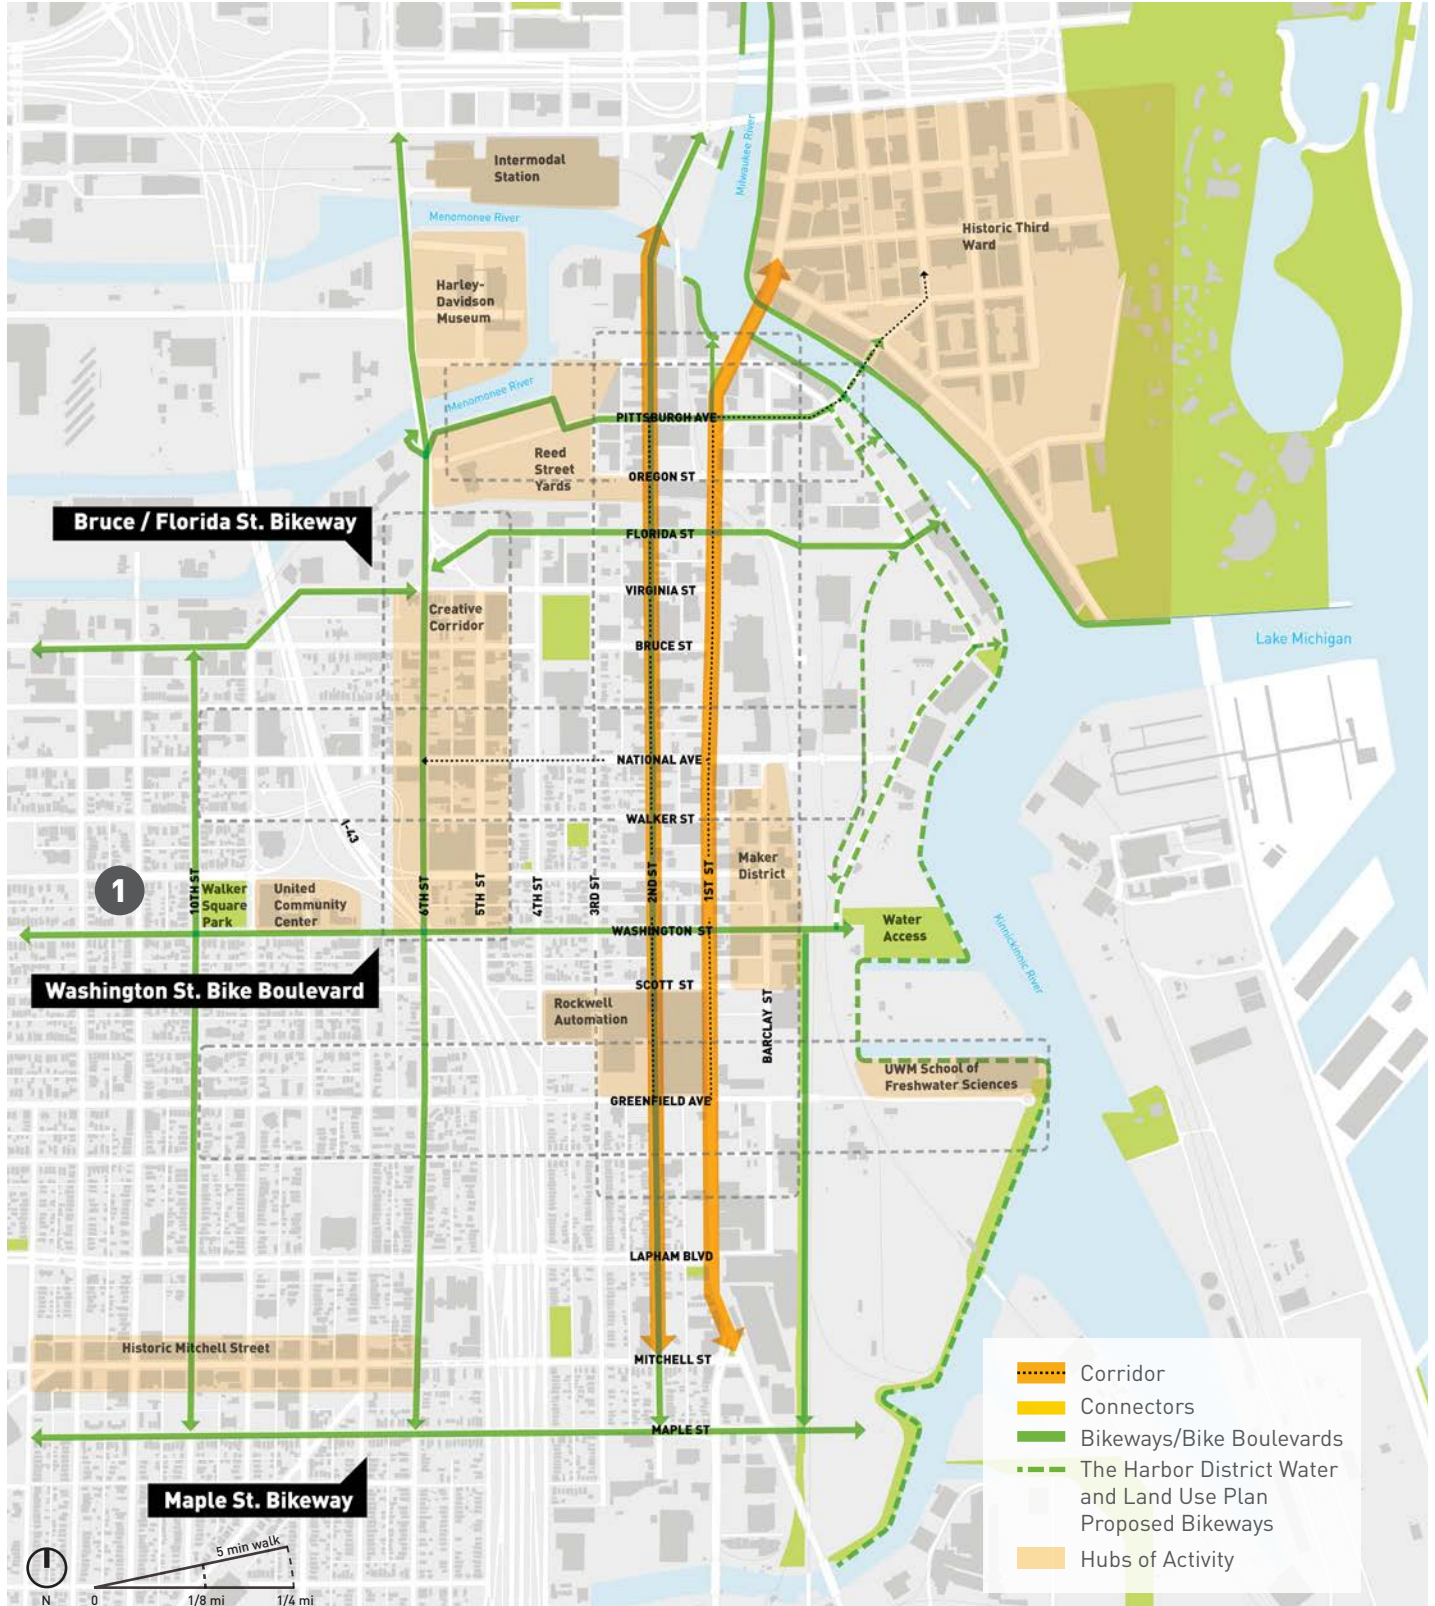 Milwaukee River
Intermodal
Station
Menomonee River
Historic Third
Ward
Harley-
Davidson
Museum
Menomonee River
PITTSBURGH AVE
Reed
Street
Yards
OREGON ST
Bruce / Florida St. Bikeway
FLORIDA ST
VIRGINIA ST
Creative
Corridor
BRUCE ST
Lake Michigan
NATIONAL AVE
WALKER ST
I-43
Maker
District
1
10TH ST
Walker
Square
Park
United
Community
Center
6TH ST
5TH ST
4TH ST
3RD ST
2ND ST
1ST ST
WASHINGTON ST
Water
Access
Kinnickinnic River
Washington St. Bike Boulevard
SCOTT ST
Rockwell
Automation
BARCLAY ST
UWM School of
Freshwater Sciences
GREENFIELD AVE
LAPHAM BLVD
Historic Mitchell Street
MITCHELL ST
MAPLE ST
Maple St. Bikeway
Corridor
Connectors
Bikeways/Bike Boulevards
The Harbor District Water
and Land Use Plan
Proposed Bikeways
Hubs of Activity
5 min walk
N
0
1/8 mi
1/4 mi